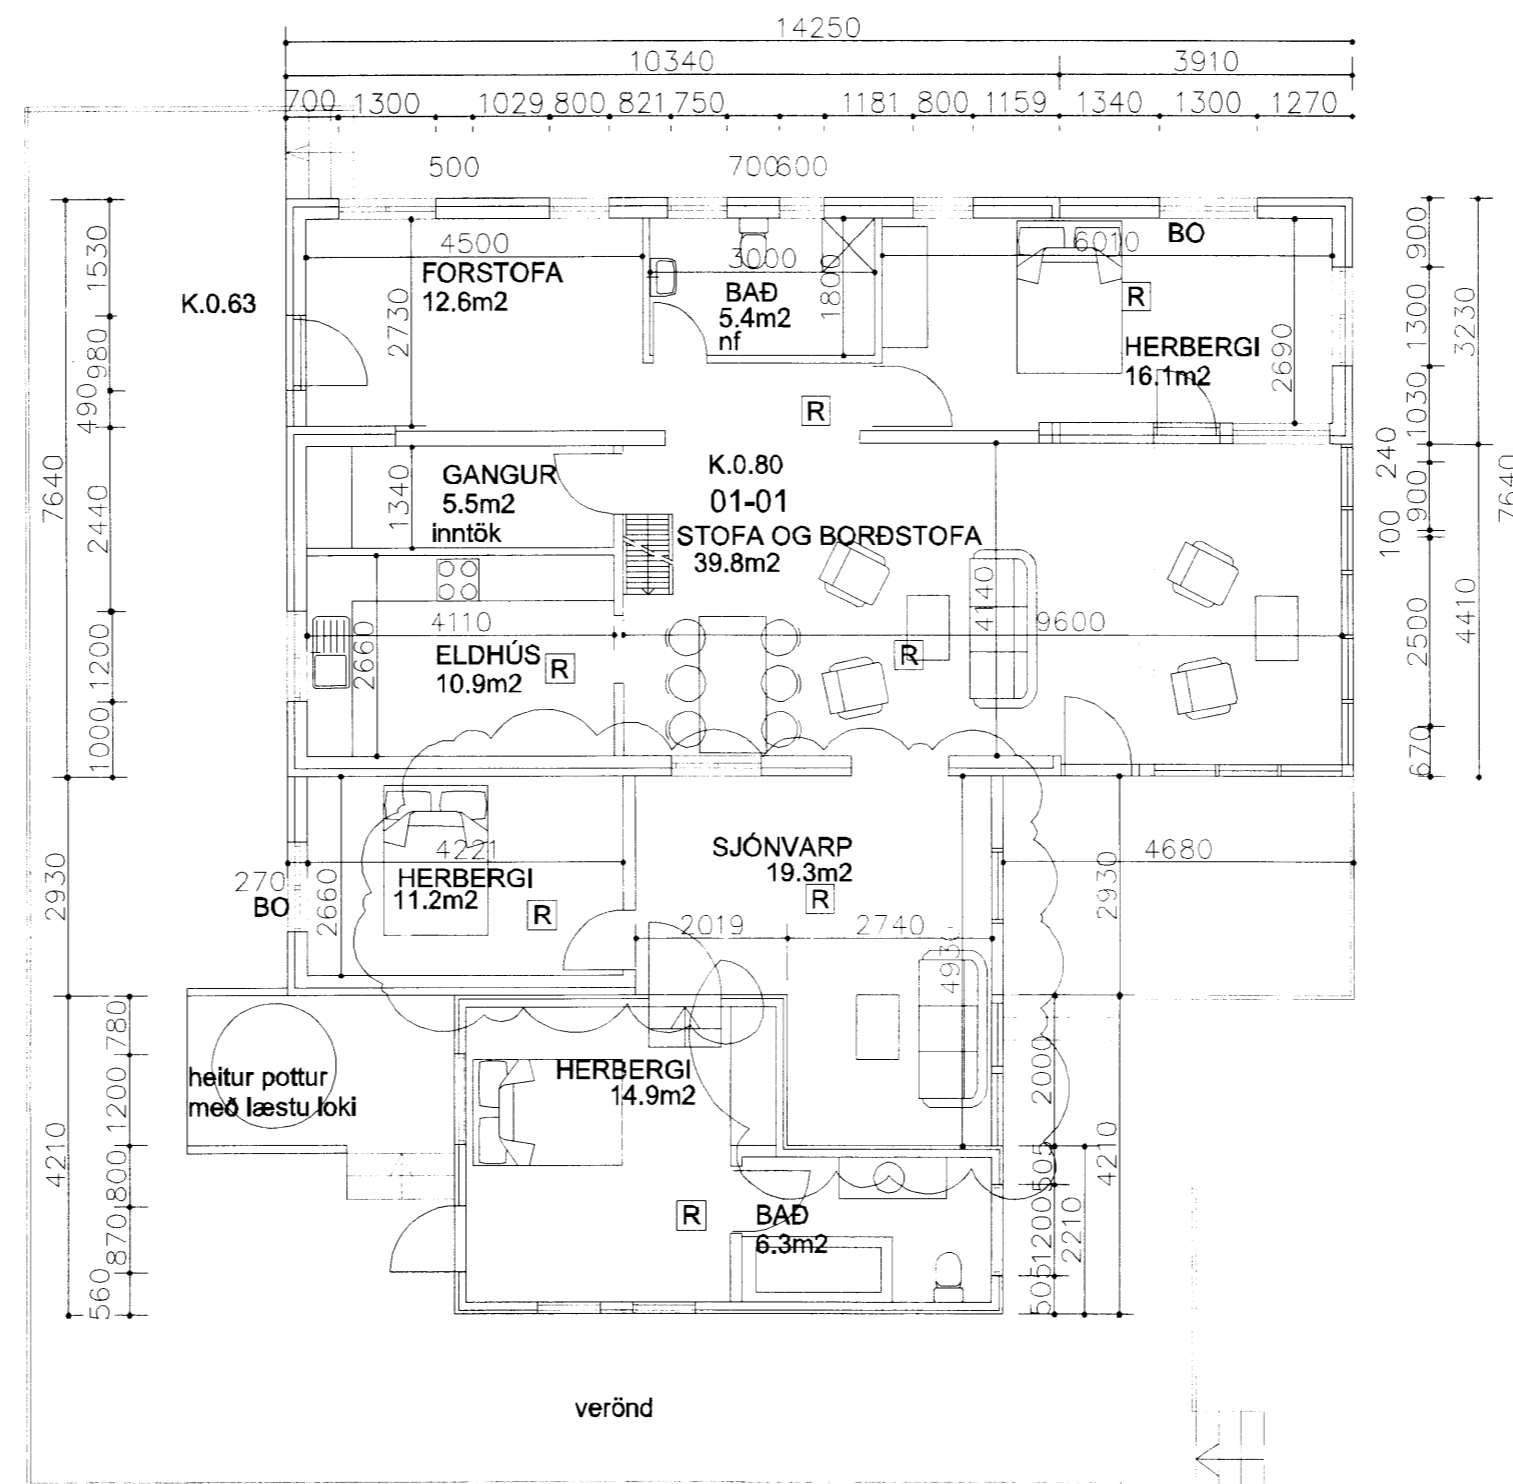 14250
10340 3910
700 1300 1029 800 821 750 1181 800 1159 1340 1300 1270
500 700 600
K.0.63
4500
FORSTOFA
12.6m2
2730
3000
BAÐ
5.4m2
nf
1800
6010
BO
R
HERBERGI
16.1m2
2690
R
GANGUR
5.5m2
inntök
1340
K.0.80
01-01
STOFA OG BORÐSTOFA
39.8m2
4140
9600
R
4110
ELDHÚS
10.9m2
R
2660
4221
HERBERGI
11.2m2
R
2660
270
BO
SJÓNVARP
19.3m2
R
2019 2740
4680
2930
heitur pottur
með læstu loki
HERBERGI
14.9m2
R
BAÐ
6.3m2
verönd
7640
2930
4210
1530
980
490
2440
1200
1000
780
1200
800
870
560
900
1300
1030
240
900
100
2500
670
3230
4410
7640
2000
505
1200
505
2210
4210